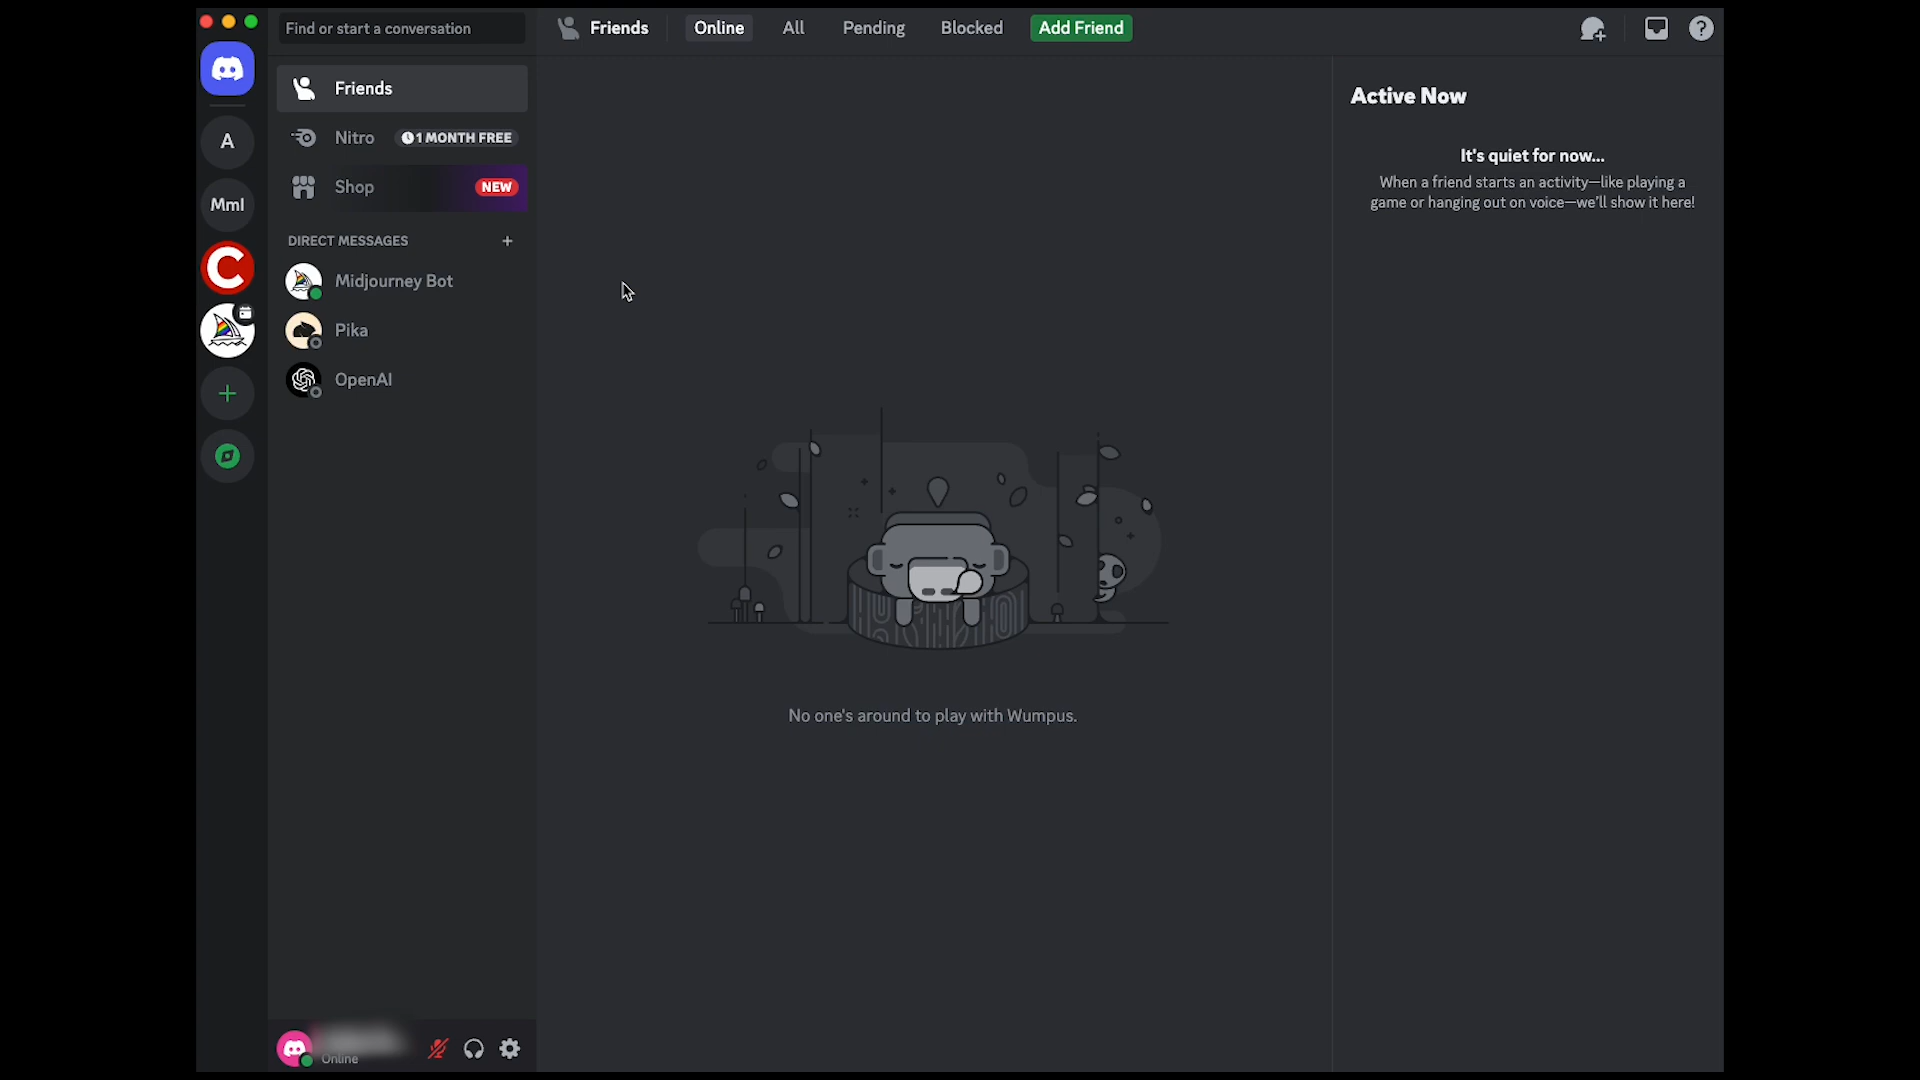 Find or start a conversation
Friends
Online
All
Pending
Blocked
Add Friend
A
MmI
C
Friends
Nitro
1 MONTH FREE
Shop
NEW
DIRECT MESSAGES
Midjourney Bot
Pika
OpenAI
Online
No one's around to play with Wumpus.
Active Now
It's quiet for now...
When a friend starts an activity—like playing a
game or hanging out on voice—we'll show it here!